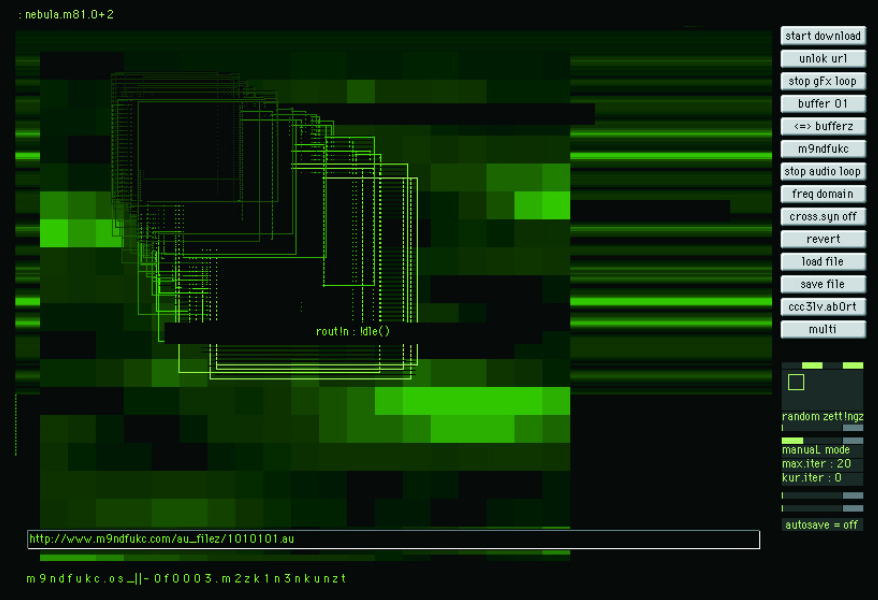 : nebula.m81.0+2
start download
unlok url
stop gFx loop
buffer 01
<=> bufferz
m9ndfukc
stop audio loop
freq domain
cross.syn off
revert
load file
save file
ccc3lv.ab0rt
multi
rout!n : !dle()
random zett!ngz
manuaL mode
max.iter : 20
kur.iter : 0
autosave = off
http://www.m9ndfukc.com/au_filez/1010101.au
m9ndfukc.os_||-0f0003.m2zk1n3nkunzt